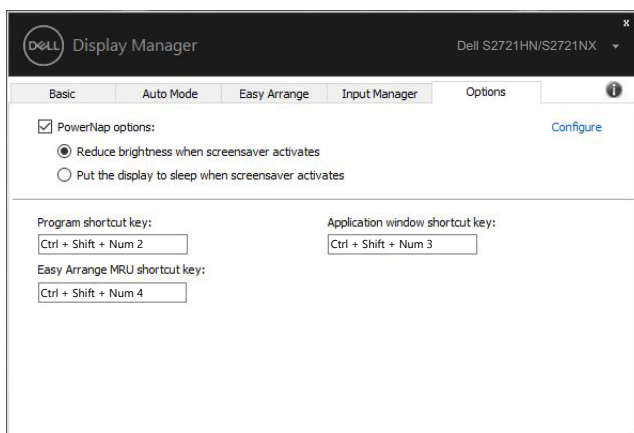 x
DELL Display Manager
Dell S2721HN/S2721NX
Basic Auto Mode Easy Arrange Input Manager Options
PowerNap options: Configure
Reduce brightness when screensaver activates
Put the display to sleep when screensaver activates
Program shortcut key: Application window shortcut key:
Ctrl + Shift + Num 2 Ctrl + Shift + Num 3
Easy Arrange MRU shortcut key:
Ctrl + Shift + Num 4